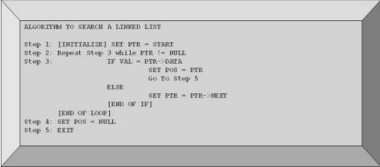 ALGORITHM TO SEARCH A LINKED LIST
Step 1: [INITIALIZE] SET PTR = START
Step 2: Repeat Step 3 while PTR != NULL
Step 3: IF VAL = PTR->DATA
SET POS = PTR
Go To Step 5
ELSE
SET PTR = PTR->NEXT
[END OF IF]
[END OF LOOP]
Step 4: SET POS = NULL
Step 5: EXIT